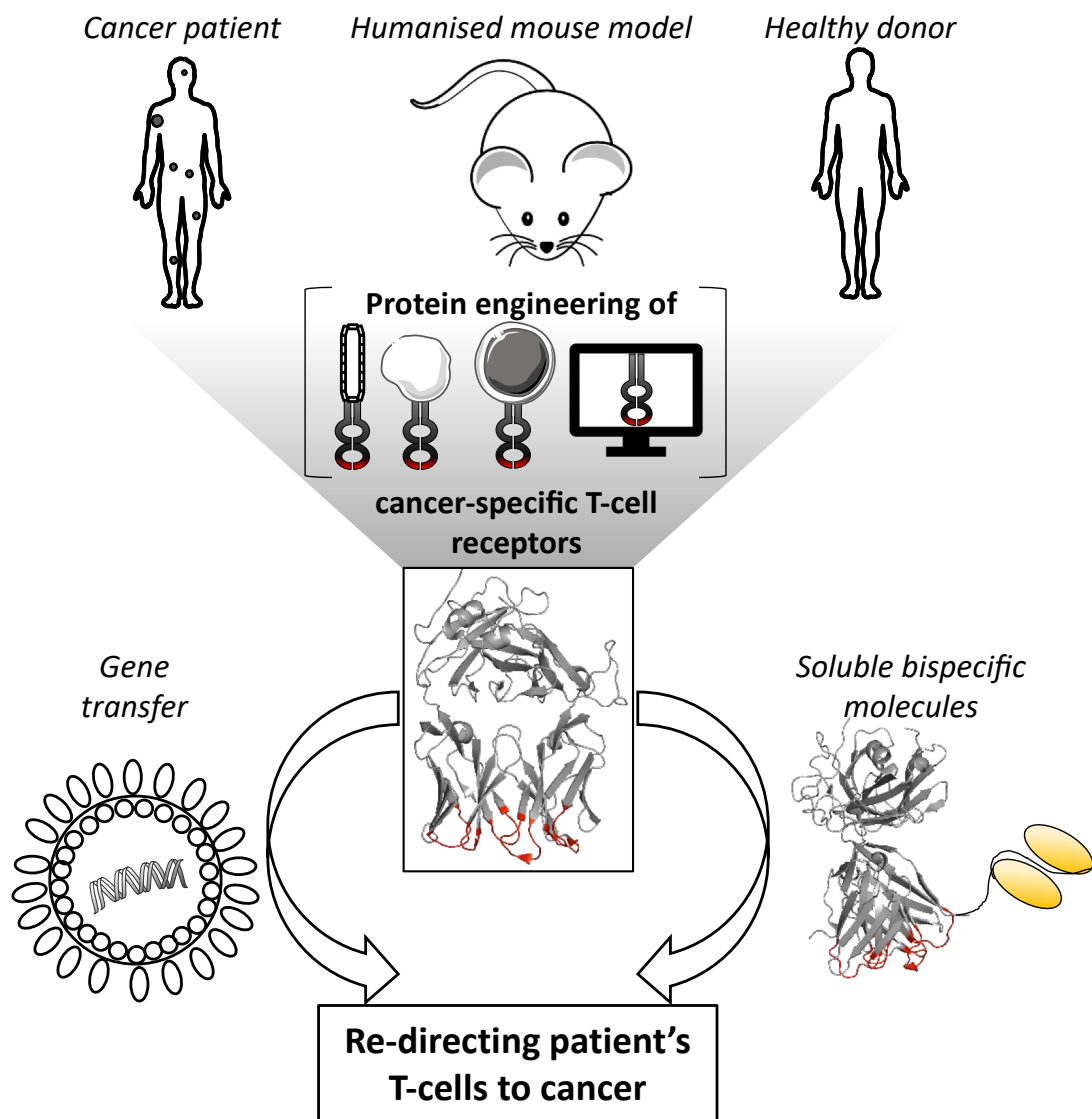 Cancer patient
Humanised mouse model
Healthy donor
Protein engineering of
cancer-specific T-cell
receptors
Gene
transfer
Soluble bispecific
molecules
Re-directing patient’s
T-cells to cancer